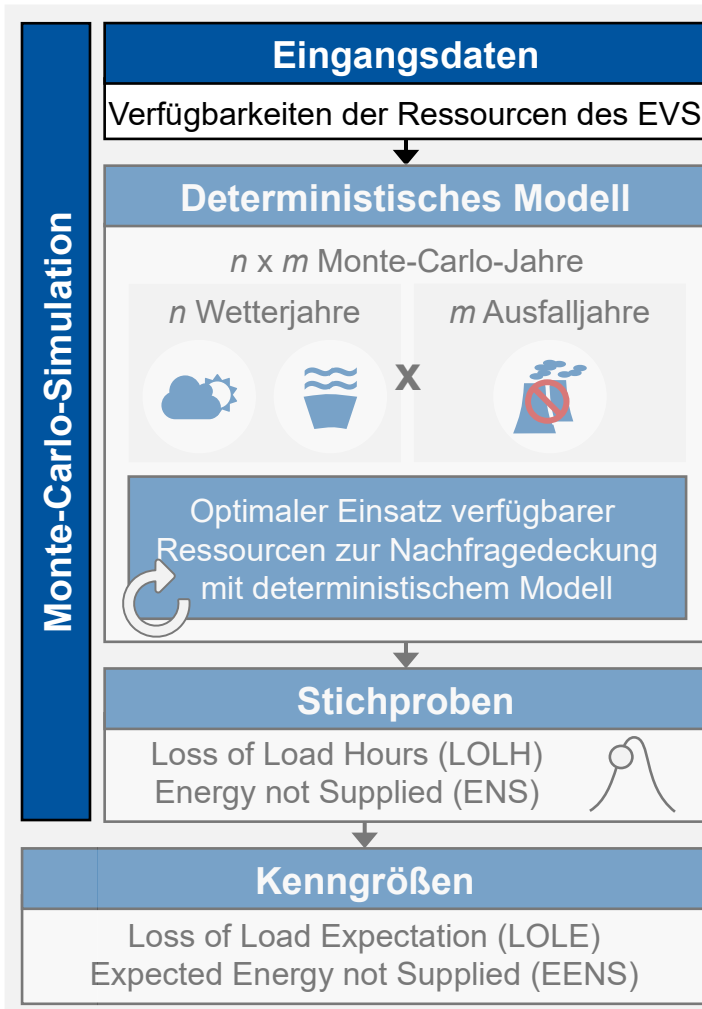 Monte-Carlo-Simulation
Eingangsdaten
Verfügbarkeiten der Ressourcen des EVS
Deterministisches Modell
n x m Monte-Carlo-Jahre
n Wetterjahre
x
m Ausfalljahre
Optimaler Einsatz verfügbarer
Ressourcen zur Nachfragedeckung
mit deterministischem Modell
Stichproben
Loss of Load Hours (LOLH)
Energy not Supplied (ENS)
Kenngrößen
Loss of Load Expectation (LOLE)
Expected Energy not Supplied (EENS)